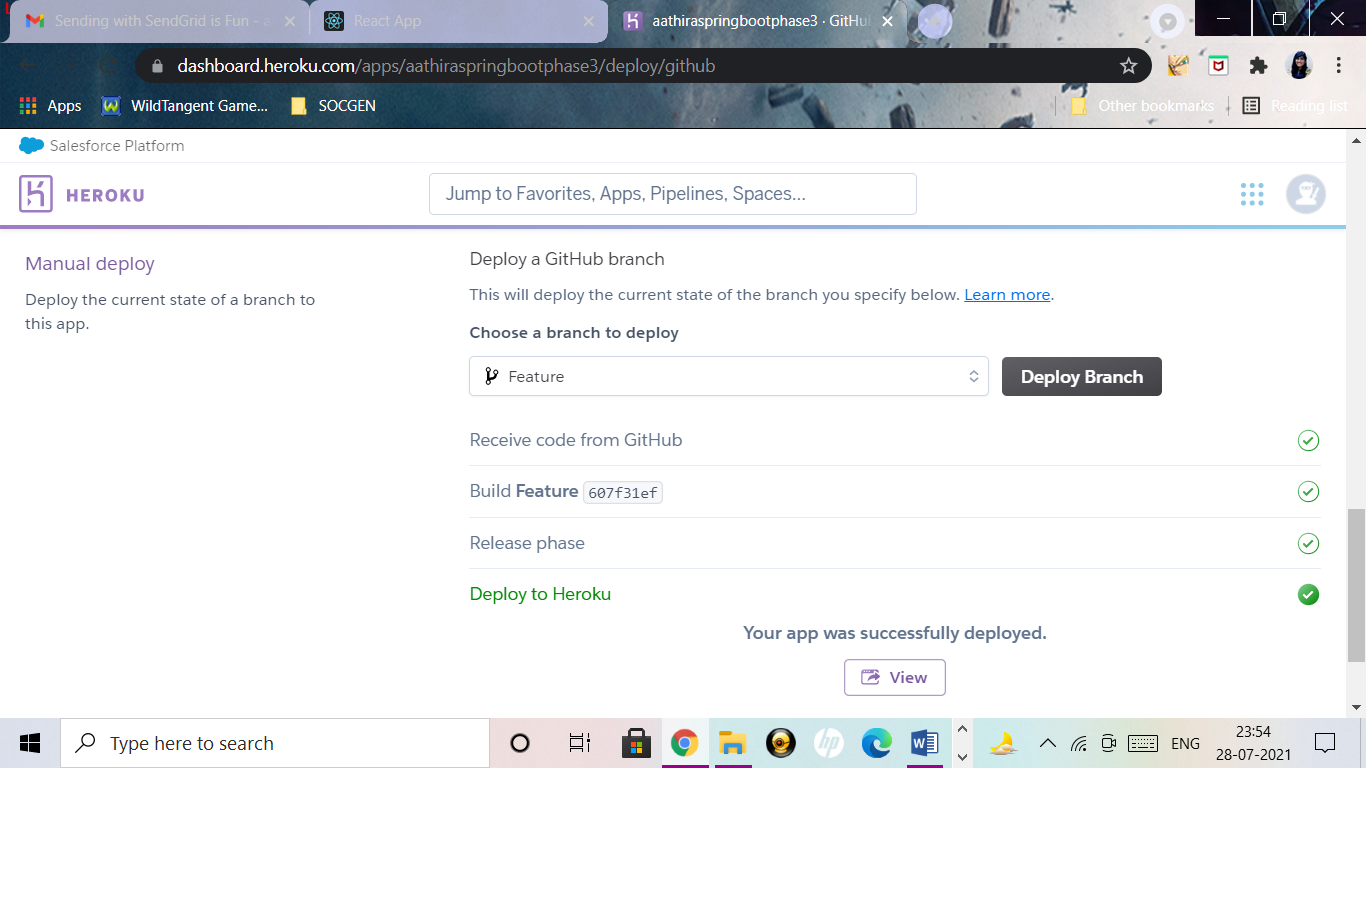 Sending with SendGrid is Fun - a
React App
aathiraspringbootphase3 · GitHu
dashboard.heroku.com/apps/aathiraspringbootphase3/deploy/github
Apps
WildTangent Game...
SOCGEN
Other bookmarks
Reading list
Salesforce Platform
HEROKU
Jump to Favorites, Apps, Pipelines, Spaces...
Manual deploy
Deploy the current state of a branch to
this app.
Deploy a GitHub branch
This will deploy the current state of the branch you specify below. Learn more.
Choose a branch to deploy
Feature
Deploy Branch
Receive code from GitHub
Build Feature 607f31ef
Release phase
Deploy to Heroku
Your app was successfully deployed.
View
Type here to search
hp
ENG
23:54
28-07-2021